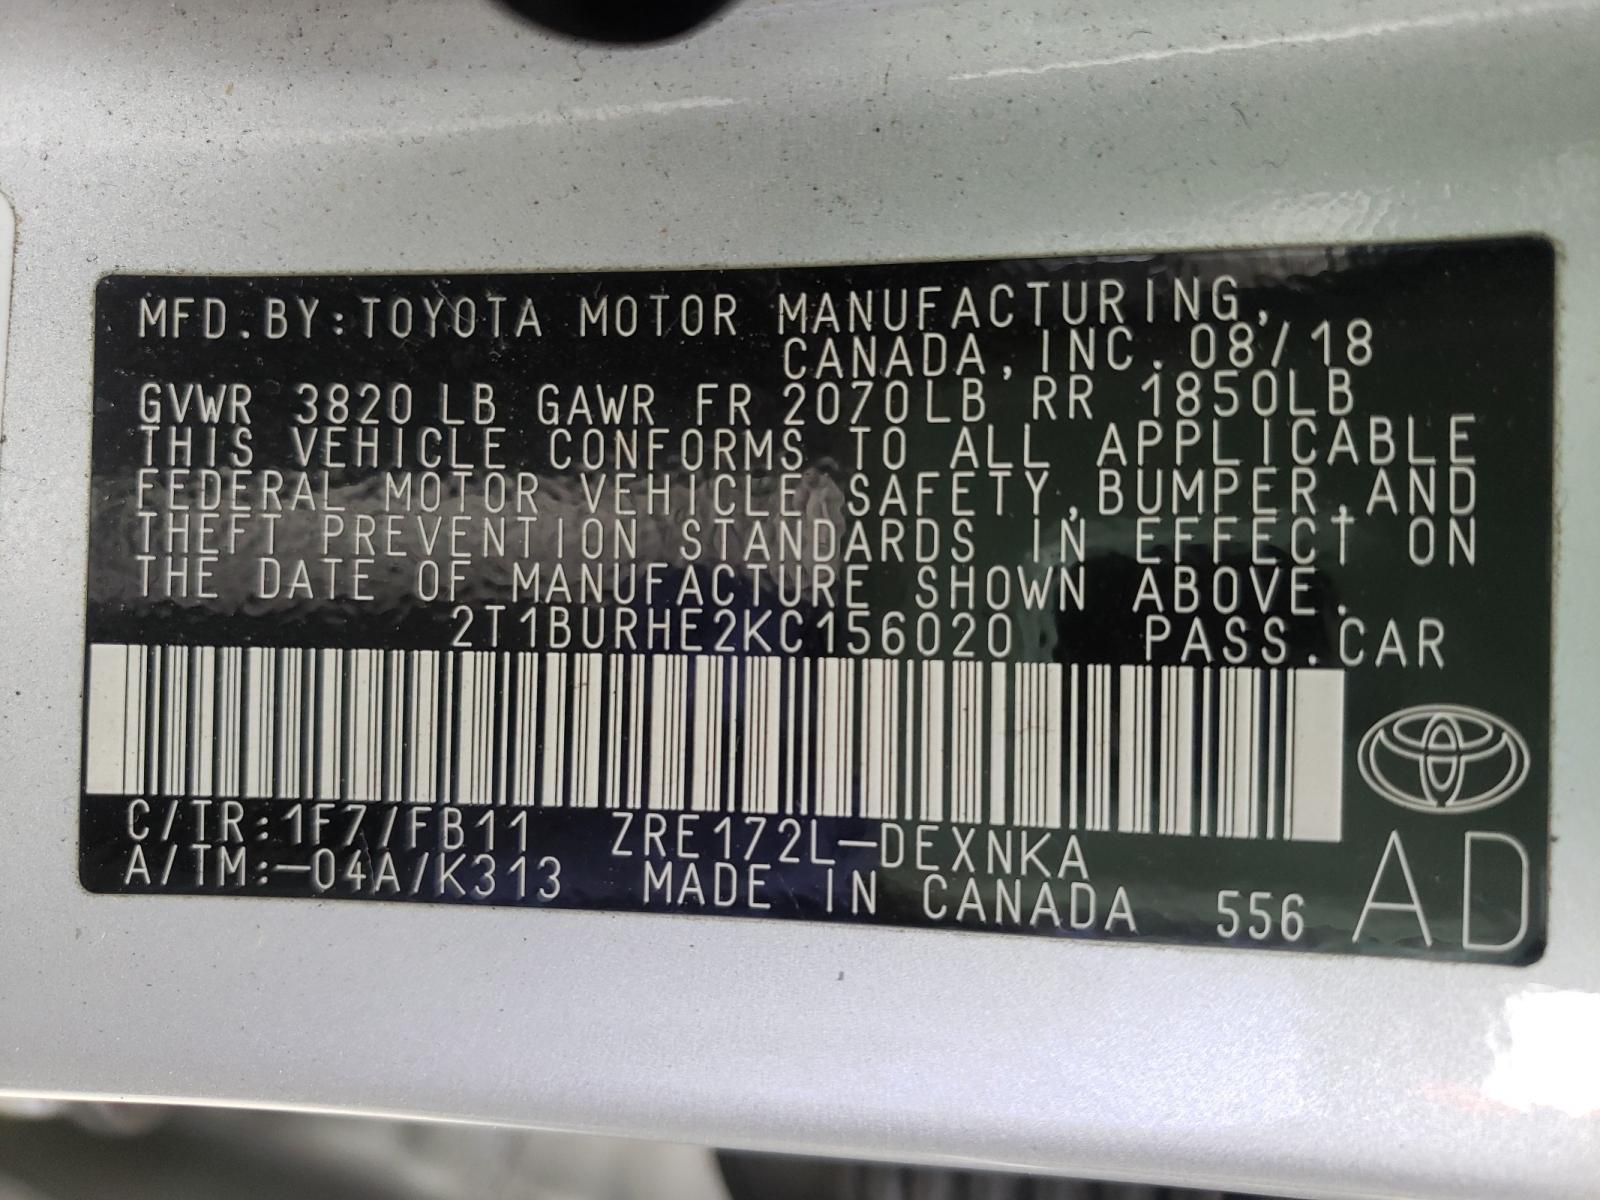 MFD.BY:TOYOTA MOTOR MANUFACTURING,
CANADA,INC. 08/18
GVWR 3820 LB GAWR FR 2070LB RR 1850LB
THIS VEHICLE CONFORMS TO ALL APPLICABLE
FEDERAL MOTOR VEHICLE SAFETY,BUMPER,AND
THEFT PREVENTION STANDARDS IN EFFECT ON
THE DATE OF MANUFACTURE SHOWN ABOVE.
2T1BURHE2KC156020 PASS.CAR
C/TR:1F7/FB11 ZRE172L-DEXNKA
A/TM:-04A/K313 MADE IN CANADA 556 AD